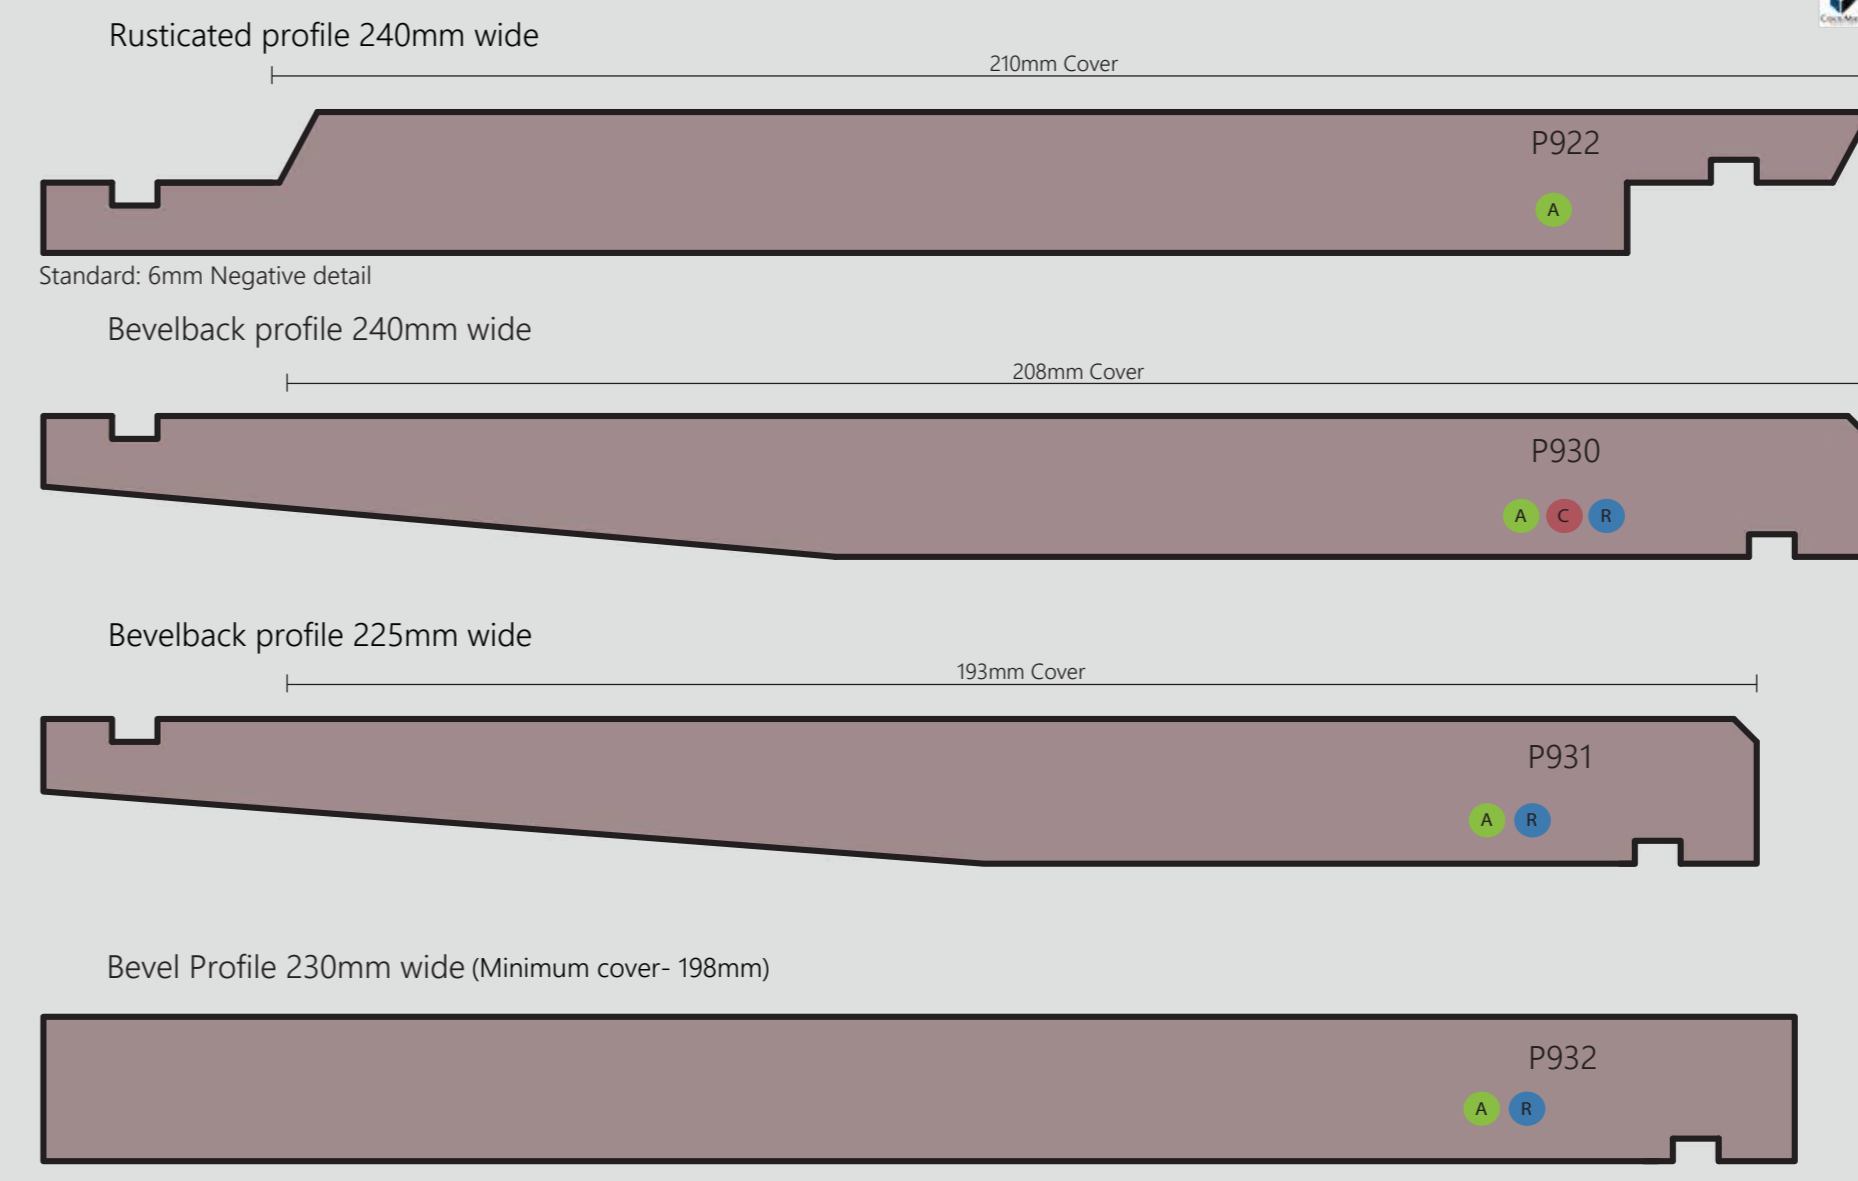 Rusticated profile 240mm wide
210mm Cover
P922
A
Standard: 6mm Negative detail
Bevelback profile 240mm wide
208mm Cover
P930
A C R
Bevelback profile 225mm wide
193mm Cover
P931
A R
Bevel Profile 230mm wide (Minimum cover- 198mm)
P932
A R